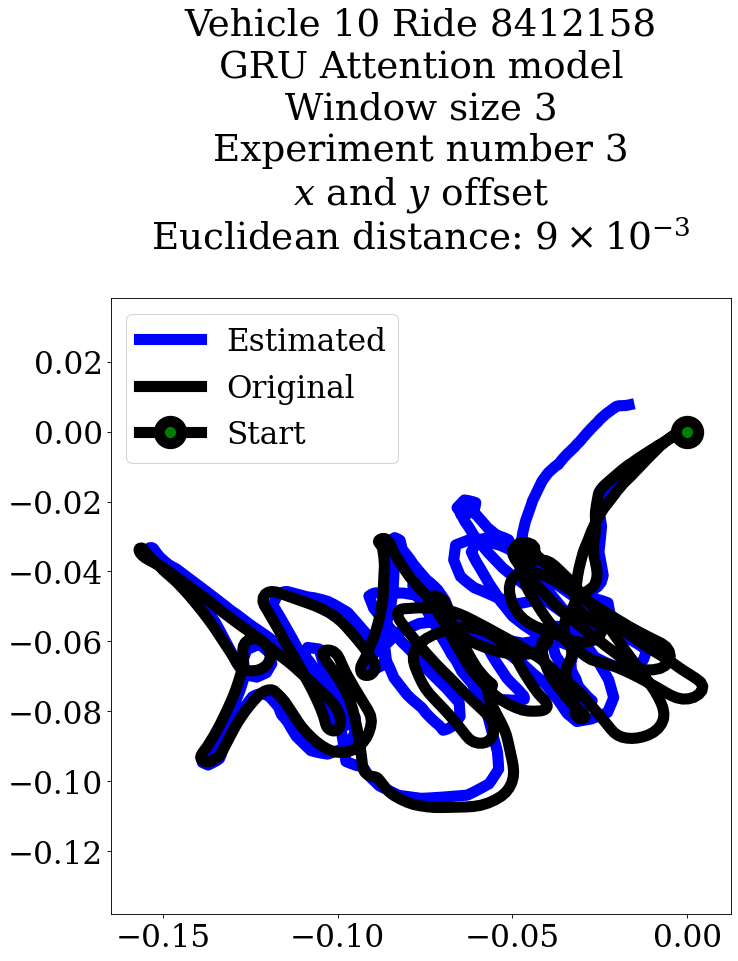 Vehicle 10 Ride 8412158
GRU Attention model
Window size 3
Experiment number 3
x and y offset
Euclidean distance: 9 × 10⁻³
Estimated
Original
Start
0.02
0.00
−0.02
−0.04
−0.06
−0.08
−0.10
−0.12
−0.15 −0.10 −0.05 0.00